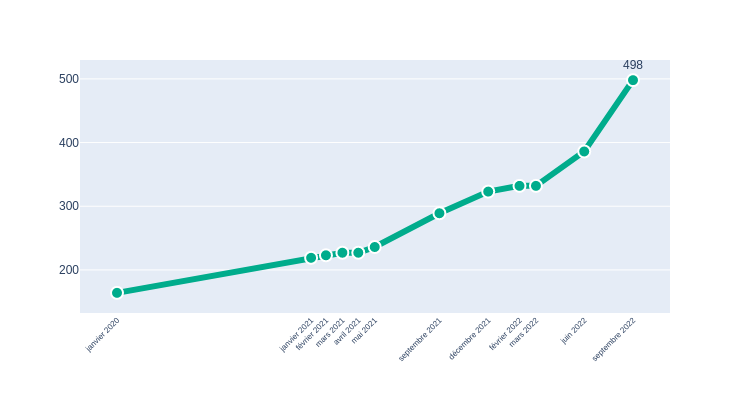 498
500
400
300
200
janvier 2020
janvier 2021
février 2021
mars 2021
avril 2021
mai 2021
septembre 2021
décembre 2021
février 2022
mars 2022
juin 2022
septembre 2022